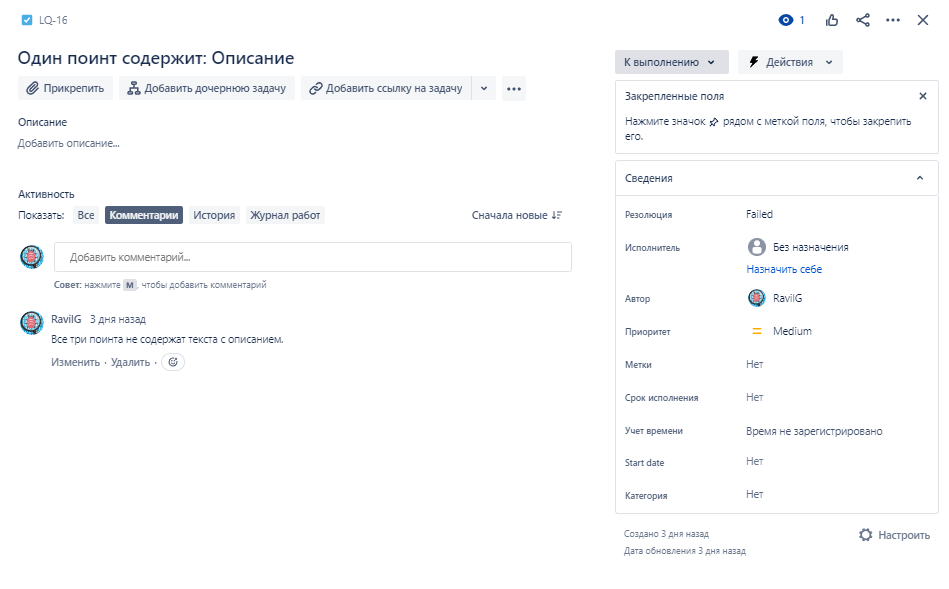 LQ-16
1
Один поинт содержит: Описание
Прикрепить
Добавить дочернюю задачу
Добавить ссылку на задачу
Описание
Добавить описание...
Активность
Показать: Все Комментарии История Журнал работ Сначала новые
Добавить комментарий...
Совет: нажмите M, чтобы добавить комментарий
RavilG 3 дня назад
Все три поинта не содержат текста с описанием.
Изменить · Удалить ·
К выполнению
Действия
Закрепленные поля
Нажмите значок рядом с меткой поля, чтобы закрепить
его.
Сведения
Резолюция Failed
Исполнитель Без назначения
Назначить себе
Автор RavilG
Приоритет Medium
Метки Нет
Срок исполнения Нет
Учет времени Время не зарегистрировано
Start date Нет
Категория Нет
Создано 3 дня назад Настроить
Дата обновления 3 дня назад